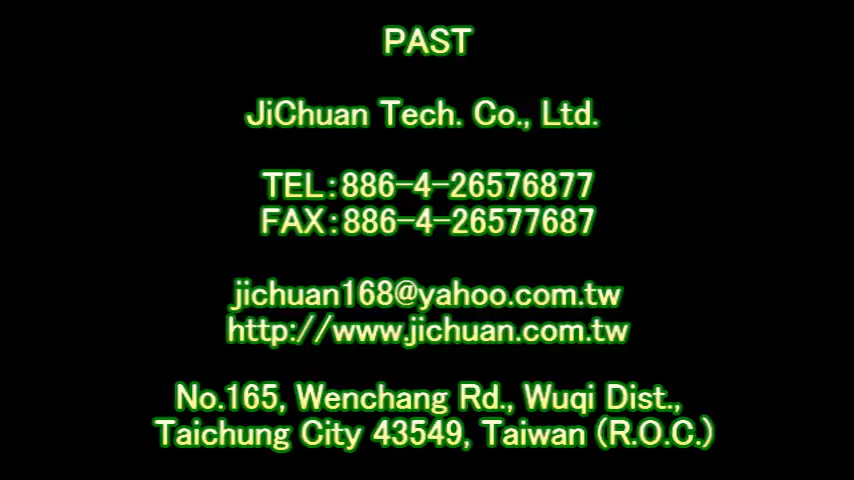 PAST
JiChuan Tech. Co., Ltd.
TEL:886-4-26576877
FAX:886-4-26577687
jichuan168@yahoo.com.tw
http://www.jichuan.com.tw
No.165, Wenchang Rd., Wuqi Dist.,
Taichung City 43549, Taiwan (R.O.C.)